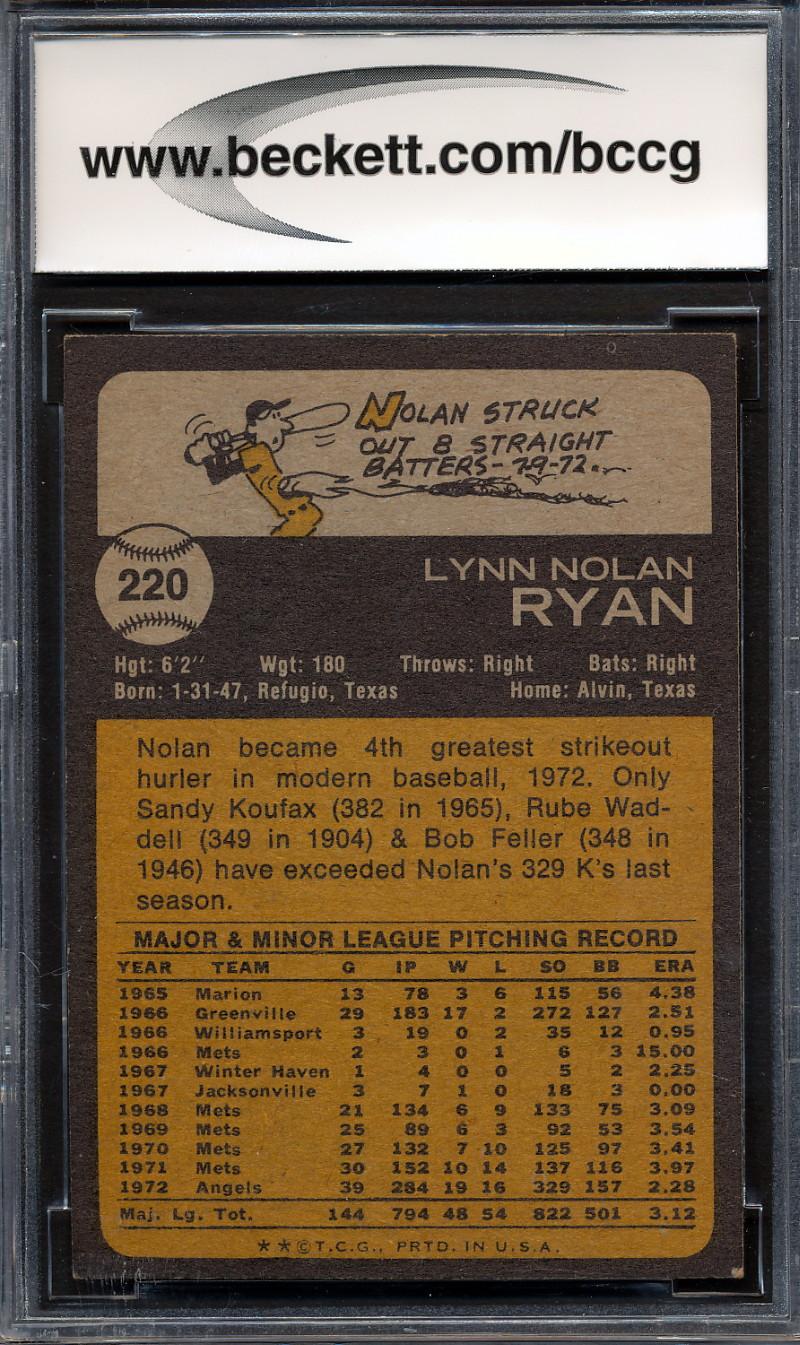 www.beckett.com/bccg
NOLAN STRUCK
OUT 8 STRAIGHT
BATTERS - 7-9-72...
220
LYNN NOLAN
RYAN
Hgt: 6'2" Wgt: 180 Throws: Right Bats: Right
Born: 1-31-47, Refugio, Texas Home: Alvin, Texas
Nolan became 4th greatest strikeout
hurler in modern baseball, 1972. Only
Sandy Koufax (382 in 1965), Rube Wad-
dell (349 in 1904) & Bob Feller (348 in
1946) have exceeded Nolan's 329 K's last
season.
MAJOR & MINOR LEAGUE PITCHING RECORD
YEAR TEAM G IP W L SO BB ERA
1965 Marion 13 78 3 6 115 56 4.38
1966 Greenville 29 183 17 2 272 127 2.51
1966 Williamsport 3 19 0 2 35 12 0.95
1966 Mets 2 3 0 1 6 3 15.00
1967 Winter Haven 1 4 0 0 5 2 2.25
1967 Jacksonville 3 7 1 0 18 3 0.00
1968 Mets 21 134 6 9 133 75 3.09
1969 Mets 25 89 6 3 92 53 3.54
1970 Mets 27 132 7 10 125 97 3.41
1971 Mets 30 152 10 14 137 116 3.97
1972 Angels 39 284 19 16 329 157 2.28
Maj. Lg. Tot. 144 794 48 54 822 501 3.12
★★©T.C.G., PRTD. IN U.S.A.